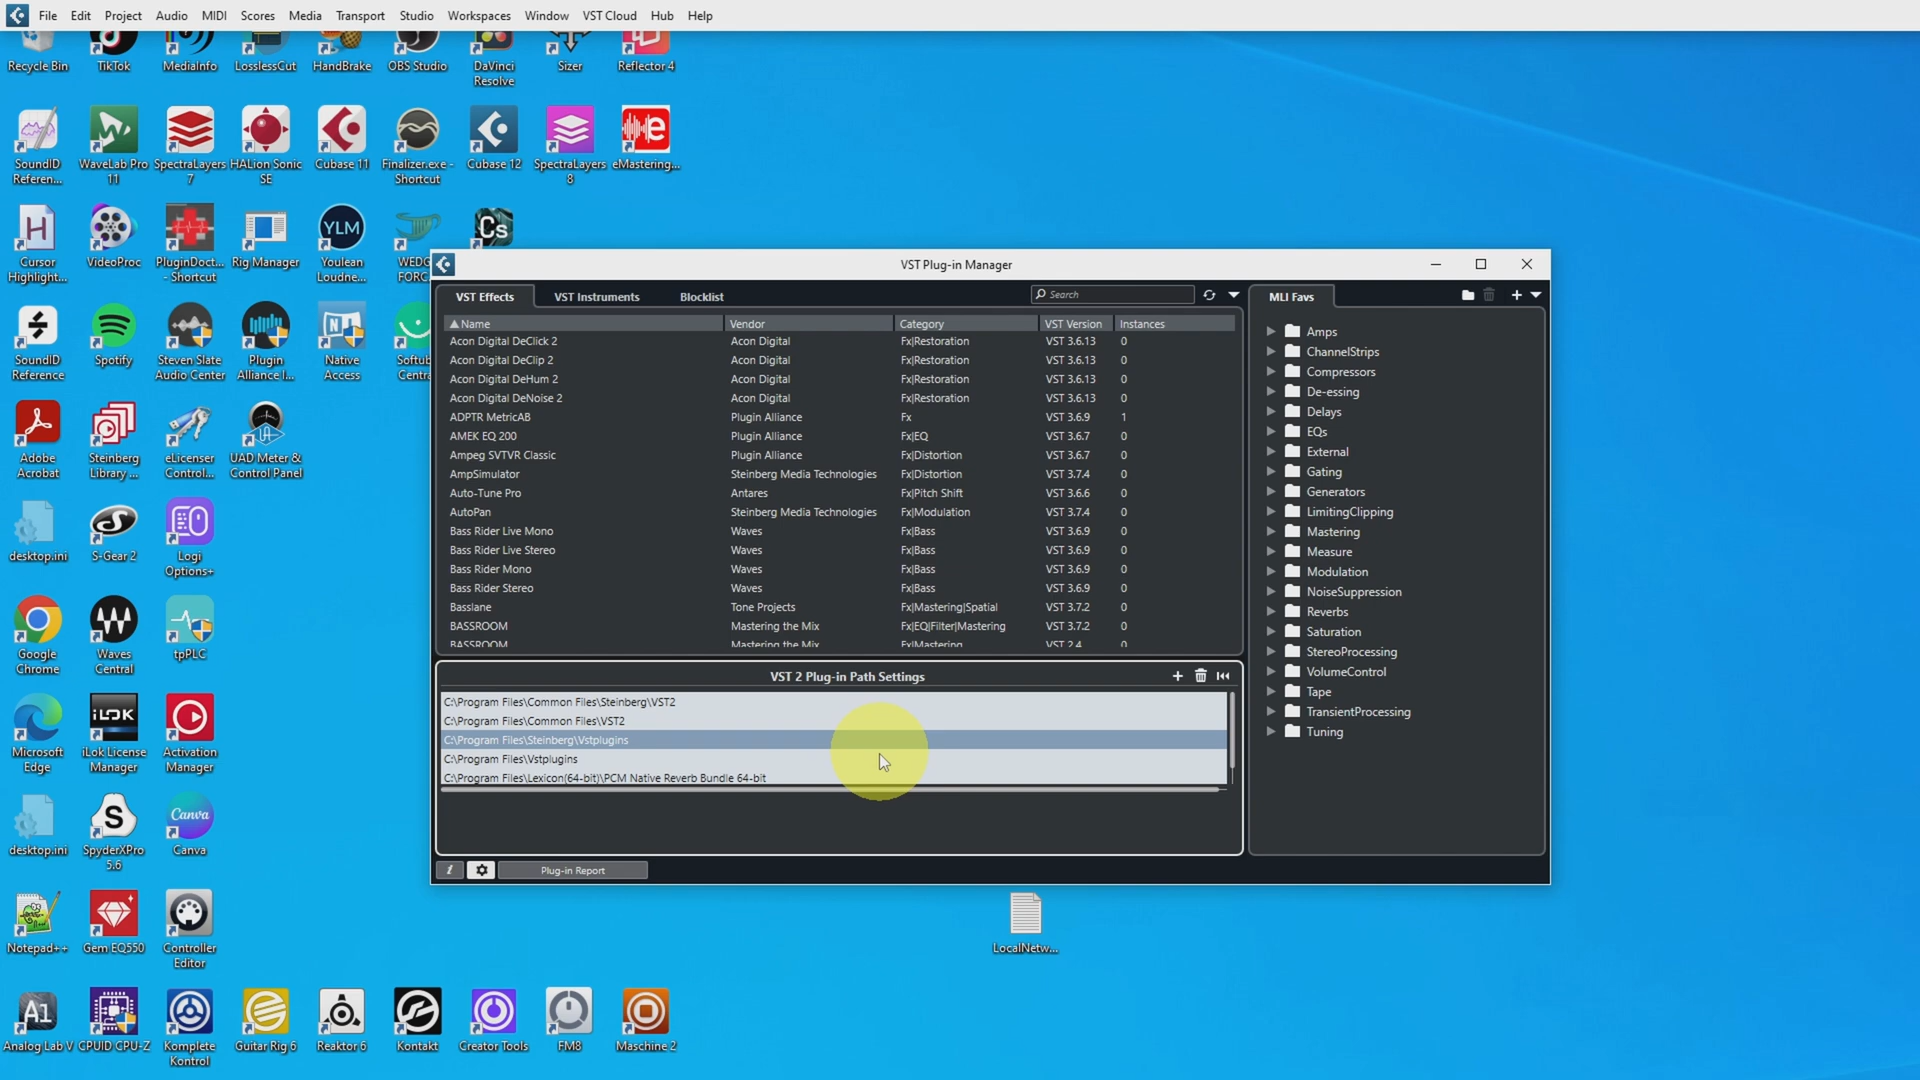 File Edit Project Audio MIDI Scores Media Transport Studio Workspaces Window VST Cloud Hub Help
Recycle Bin TikTok MediaInfo LosslessCut HandBrake OBS Studio DaVinci Resolve Sizer Reflector 4
SoundID Referen... WaveLab Pro 11 SpectraLayers 7 HALion Sonic SE Cubase 11 Finalizer.exe - Shortcut Cubase 12 SpectraLayers 8 eMastering...
Cursor Highlight... VideoProc PluginDoct... - Shortcut Rig Manager YLM Youlean Loudne... WEDG FORC Cs
VST Plug-in Manager
VST Effects VST Instruments Blocklist Search MLI Favs
Name Vendor Category VST Version Instances
Acon Digital DeClick 2 Acon Digital Fx|Restoration VST 3.6.13 0
Acon Digital DeClip 2 Acon Digital Fx|Restoration VST 3.6.13 0
Acon Digital DeHum 2 Acon Digital Fx|Restoration VST 3.6.13 0
Acon Digital DeNoise 2 Acon Digital Fx|Restoration VST 3.6.13 0
ADPTR MetricAB Plugin Alliance Fx VST 3.6.9 1
AMEK EQ 200 Plugin Alliance Fx|EQ VST 3.6.7 0
Ampeg SVTVR Classic Plugin Alliance Fx|Distortion VST 3.6.7 0
AmpSimulator Steinberg Media Technologies Fx|Distortion VST 3.7.4 0
Auto-Tune Pro Antares Fx|Pitch Shift VST 3.6.6 0
AutoPan Steinberg Media Technologies Fx|Modulation VST 3.7.4 0
Bass Rider Live Mono Waves Fx|Bass VST 3.6.9 0
Bass Rider Live Stereo Waves Fx|Bass VST 3.6.9 0
Bass Rider Mono Waves Fx|Bass VST 3.6.9 0
Bass Rider Stereo Waves Fx|Bass VST 3.6.9 0
Basslane Tone Projects Fx|Mastering|Spatial VST 3.7.2 0
BASSROOM Mastering the Mix Fx|EQ|Filter|Mastering VST 3.7.2 0
BASSROOM Mastering the Mix Fx|Mastering VST 2.4 0
Amps
ChannelStrips
Compressors
De-essing
Delays
EQs
External
Gating
Generators
LimitingClipping
Mastering
Measure
Modulation
NoiseSuppression
Reverbs
Saturation
StereoProcessing
VolumeControl
Tape
TransientProcessing
Tuning
VST 2 Plug-in Path Settings
C:\Program Files\Common Files\Steinberg\VST2
C:\Program Files\Common Files\VST2
C:\Program Files\Steinberg\Vstplugins
C:\Program Files\Vstplugins
C:\Program Files\Lexicon(64-bit)\PCM Native Reverb Bundle 64-bit
i Plug-in Report
SoundID Reference Spotify Steven Slate Audio Center Plugin Alliance I... Native Access Softub Centra
Adobe Acrobat Steinberg Library ... eLicenser Control... UAD Meter & Control Panel
desktop.ini S-Gear 2 Logi Options+
Google Chrome Waves Central tpPLC
Microsoft Edge iLOK iLok License Manager Activation Manager
desktop.ini SpyderXPro 5.6 Canva Canva
Notepad++ Gem EQ550 Controller Editor LocalNetw...
Analog Lab V CPUID CPU-Z Komplete Kontrol Guitar Rig 6 Reaktor 6 Kontakt Creator Tools FM8 Maschine 2